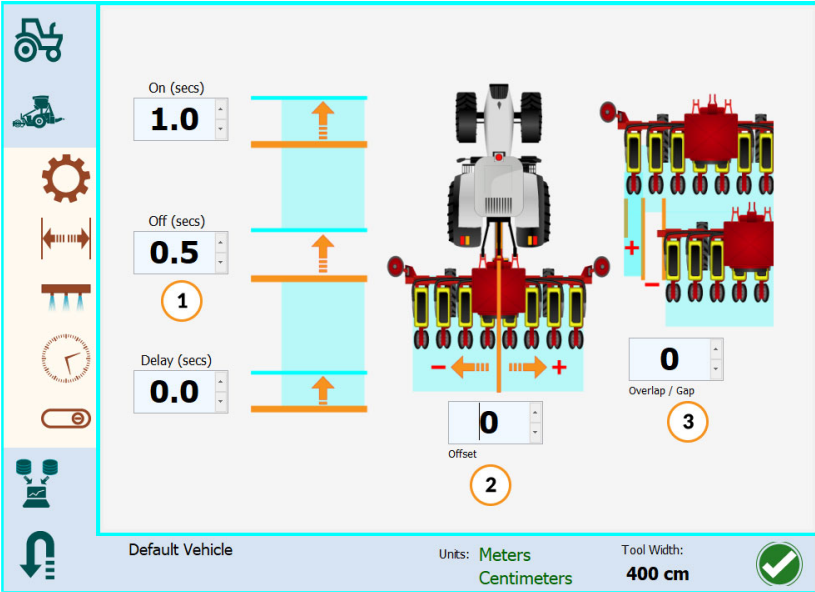 On (secs)
1.0
Off (secs)
0.5
1
Delay (secs)
0.0
- +
0
Offset
2
+
-
0
Overlap / Gap
3
Default Vehicle
Units: Meters
Centimeters
Tool Width:
400 cm